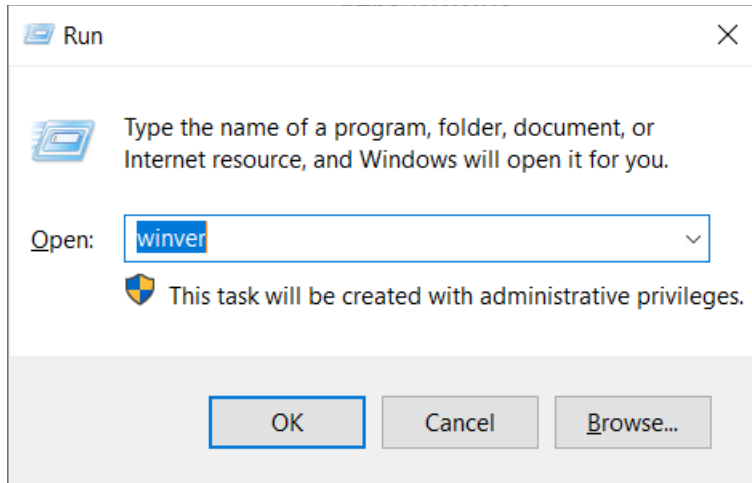 Run
Type the name of a program, folder, document, or
Internet resource, and Windows will open it for you.
Open: winver
This task will be created with administrative privileges.
OK Cancel Browse...